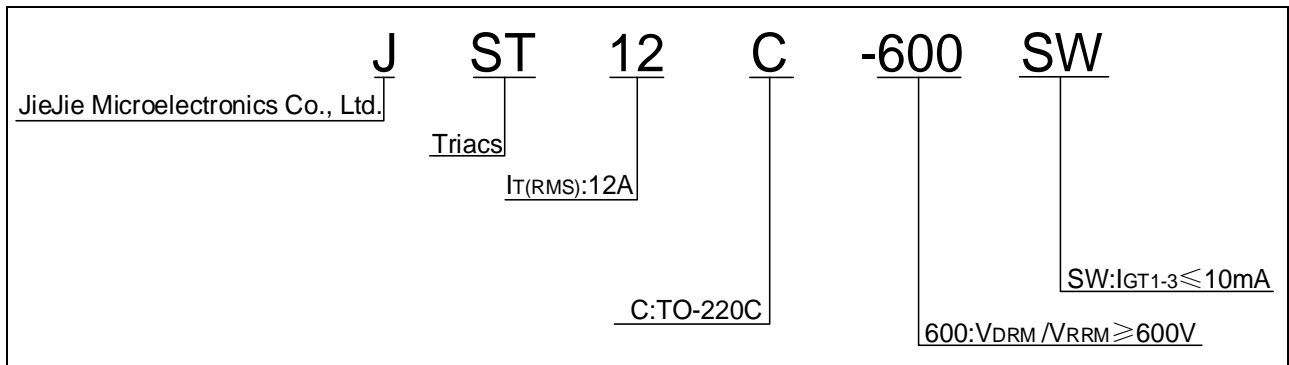 J ST 12 C -600 SW
JieJie Microelectronics Co., Ltd.
Triacs
IT(RMS):12A
SW:IGT1-3≤10mA
C:TO-220C
600:VDRM /VRRM≥600V